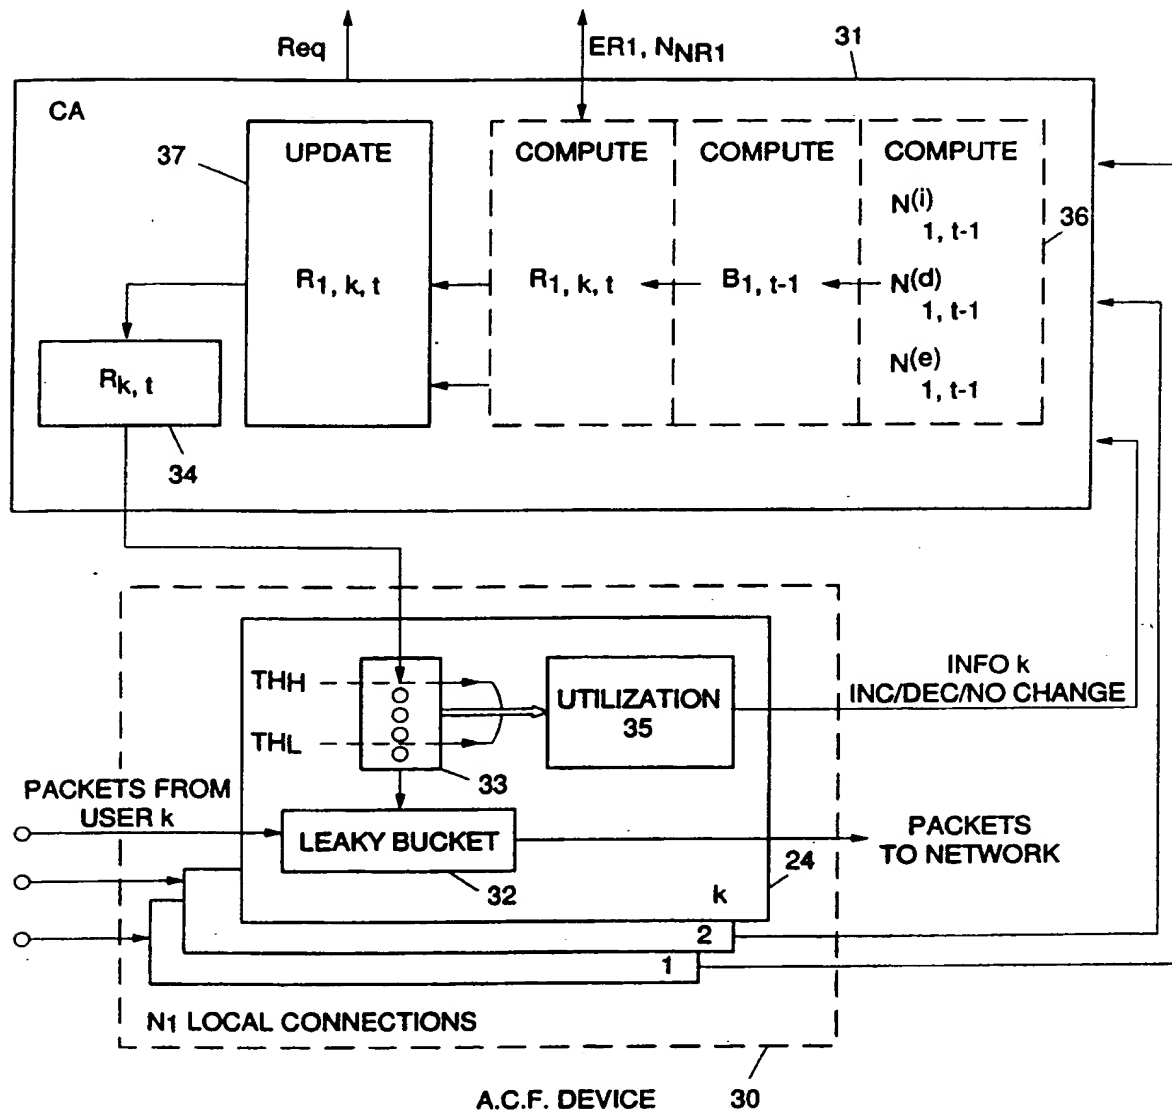 Req
ER1, NNR1
31
CA
37
UPDATE
COMPUTE
COMPUTE
COMPUTE
N(i)
1, t-1
36
R1, k, t
R1, k, t
B1, t-1
N(d)
1, t-1
N(e)
1, t-1
Rk, t
34
THH
THL
UTILIZATION
35
INFO k
INC/DEC/NO CHANGE
33
PACKETS FROM
USER k
LEAKY BUCKET
32
PACKETS
TO NETWORK
24
k
2
1
N1 LOCAL CONNECTIONS
A.C.F. DEVICE
30